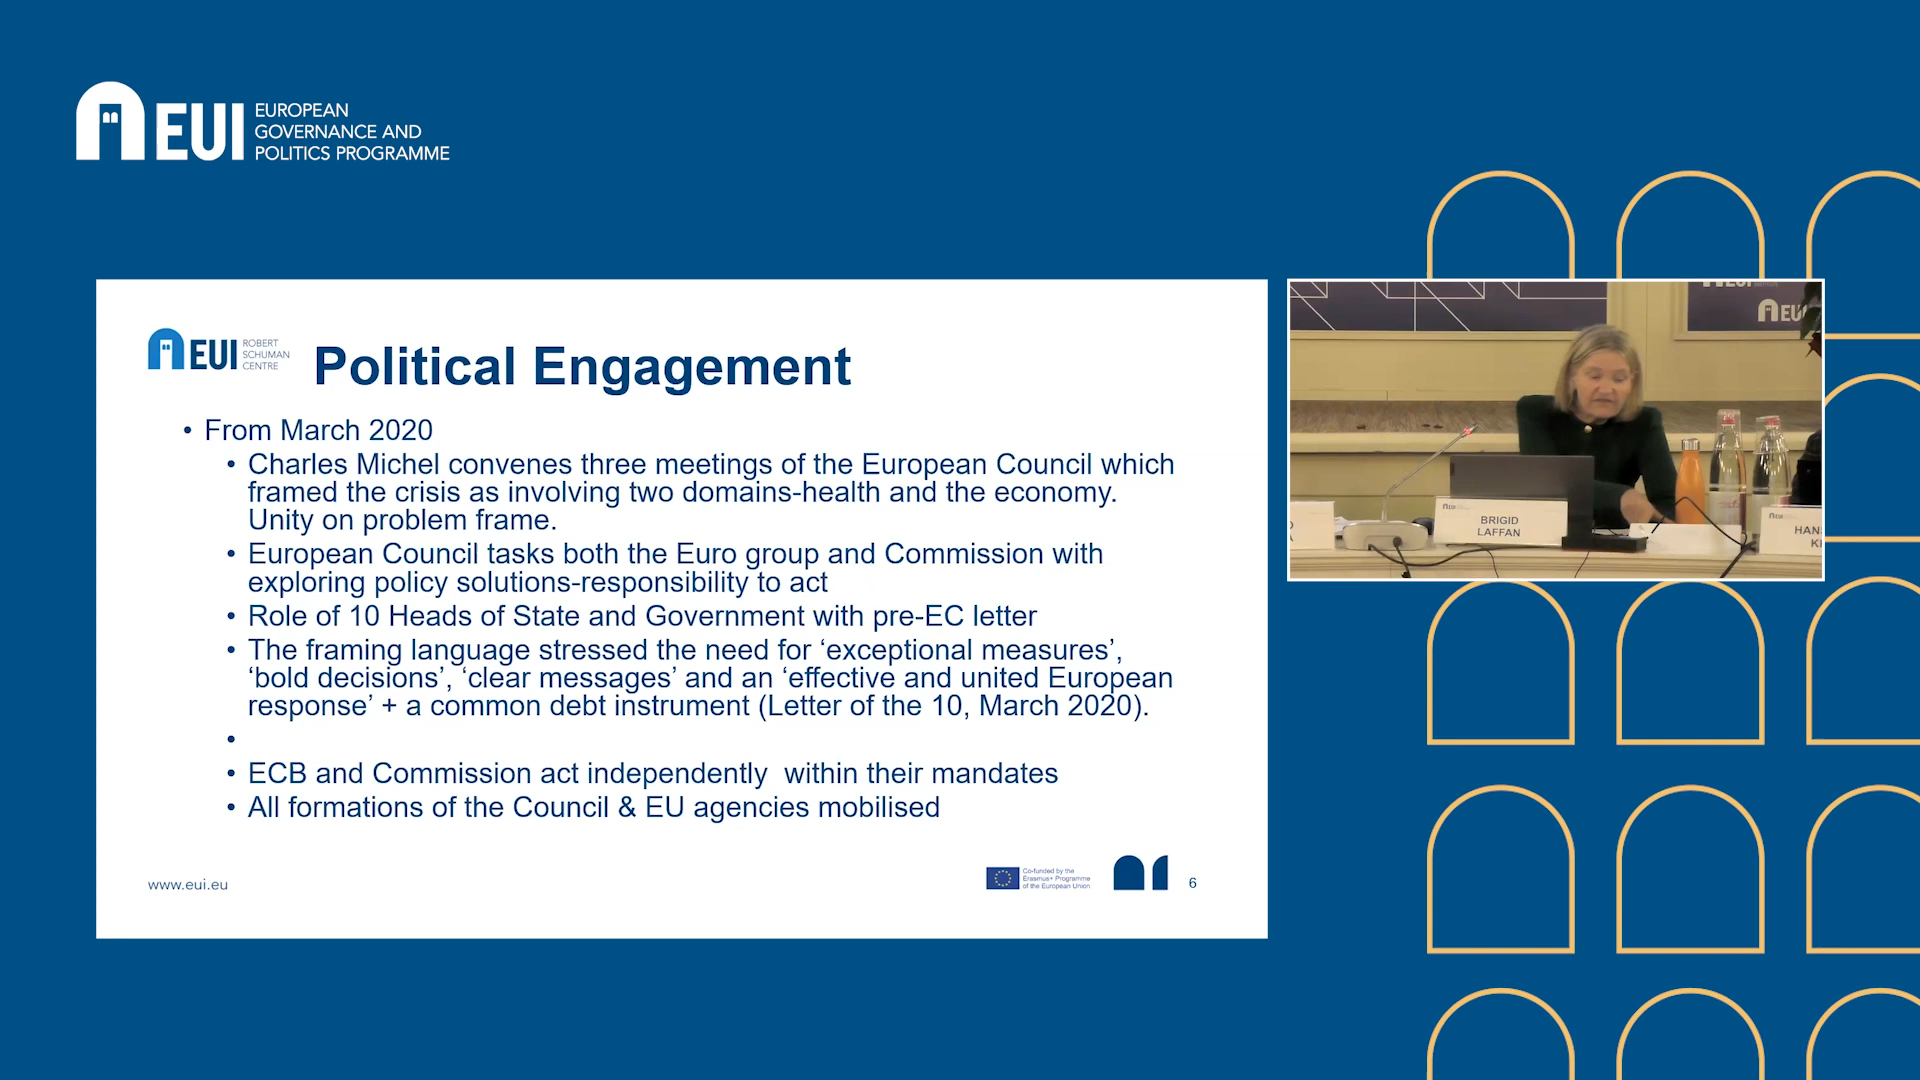 EUI
EUROPEAN
GOVERNANCE AND
POLITICS PROGRAMME
EUI
ROBERT
SCHUMAN
CENTRE
Political Engagement
• From March 2020
• Charles Michel convenes three meetings of the European Council which
framed the crisis as involving two domains-health and the economy.
Unity on problem frame.
• European Council tasks both the Euro group and Commission with
exploring policy solutions-responsibility to act
• Role of 10 Heads of State and Government with pre-EC letter
• The framing language stressed the need for ‘exceptional measures’,
‘bold decisions’, ‘clear messages’ and an ‘effective and united European
response’ + a common debt instrument (Letter of the 10, March 2020).
•
• ECB and Commission act independently  within their mandates
• All formations of the Council & EU agencies mobilised
www.eui.eu
Co-funded by the
Erasmus+ Programme
of the European Union
6
EUI
BRIGID
LAFFAN
HAN
K